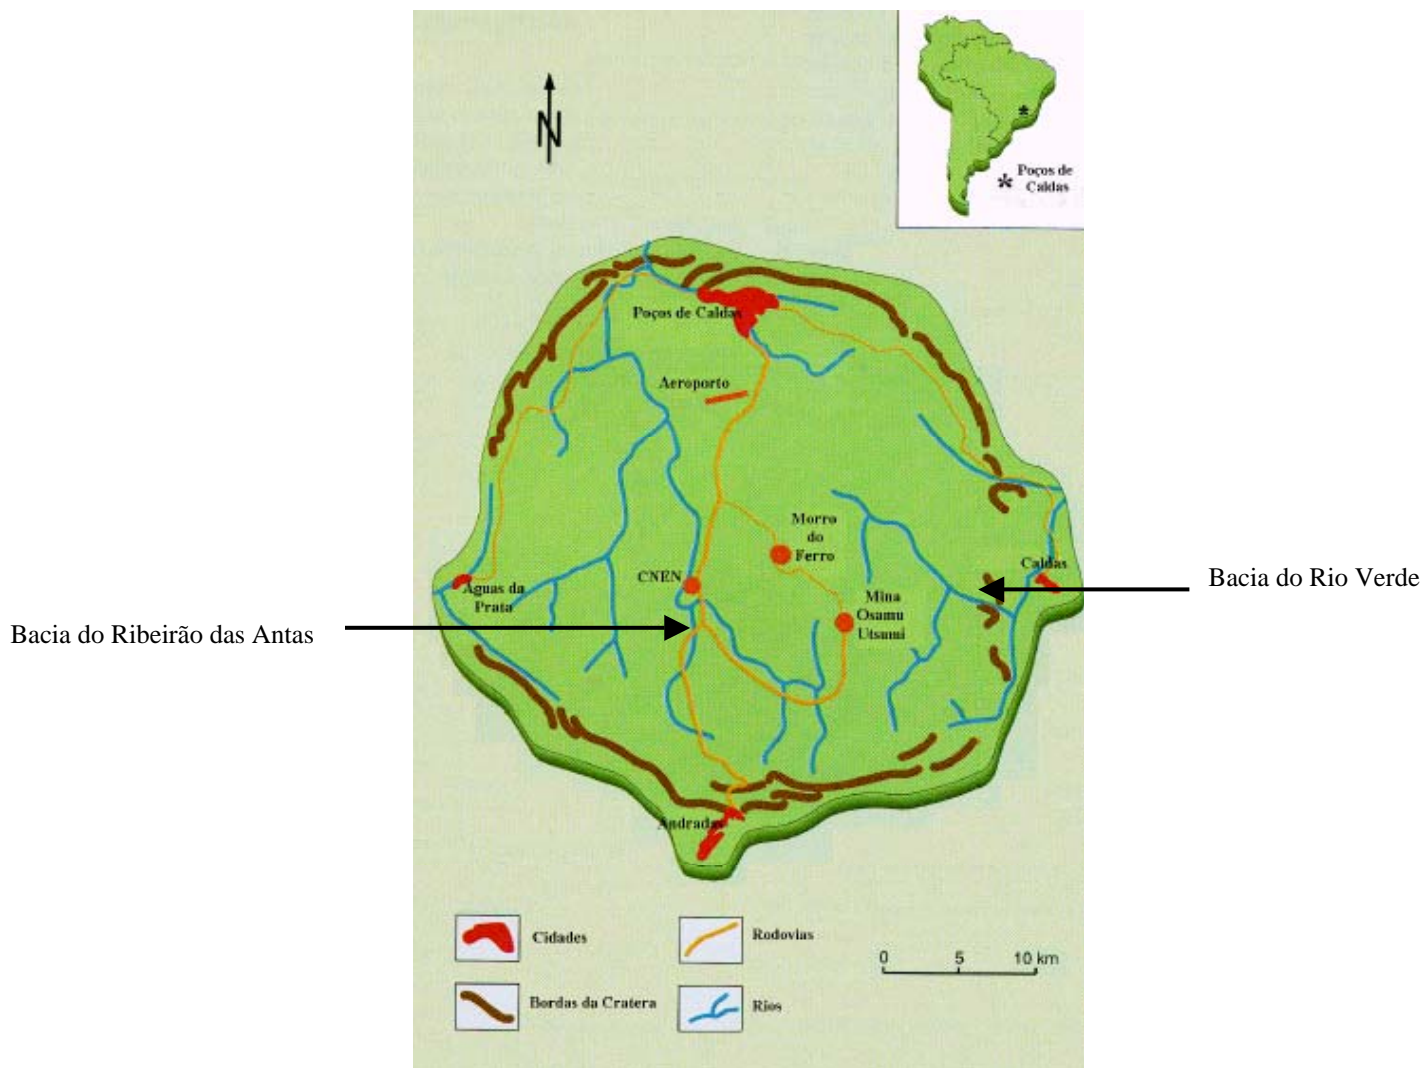 N
Poços de
Caldas
Poços de Caldas
Aeroporto
Morro
do
Ferro
CNEN
Caldas
Aguas da
Prata
Mina
Osamu
Utsumi
Bacia do Rio Verde
Bacia do Ribeirão das Antas
Andradas
Cidades
Rodovias
0 5 10 km
Bordas da Cratera
Rios